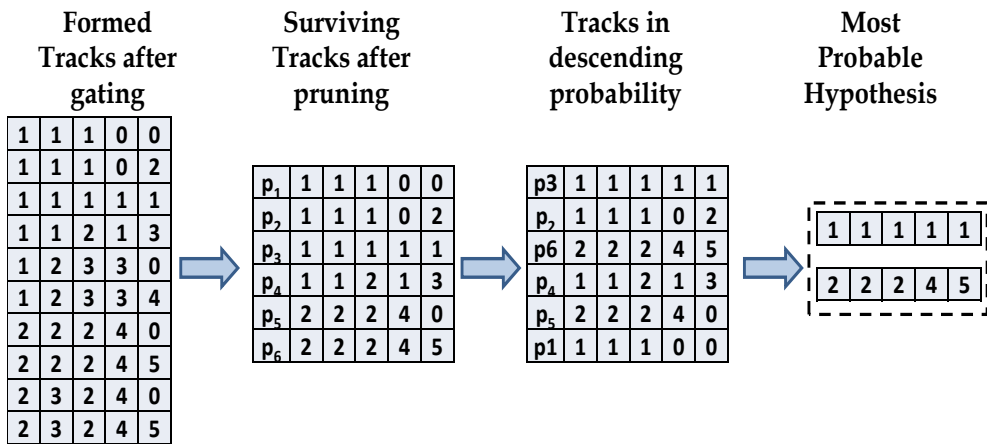 Formed
Tracks after
gating
1 1 1 0 0
1 1 1 0 2
1 1 1 1 1
1 1 2 1 3
1 2 3 3 0
1 2 3 3 4
2 2 2 4 0
2 2 2 4 5
2 3 2 4 0
2 3 2 4 5
Surviving
Tracks after
pruning
p₁ 1 1 1 0 0
p₂ 1 1 1 0 2
p₃ 1 1 1 1 1
p₄ 1 1 2 1 3
p₅ 2 2 2 4 0
p₆ 2 2 2 4 5
Tracks in
descending
probability
p3 1 1 1 1 1
p₂ 1 1 1 0 2
p6 2 2 2 4 5
p₄ 1 1 2 1 3
p₅ 2 2 2 4 0
p1 1 1 1 0 0
Most
Probable
Hypothesis
1 1 1 1 1
2 2 2 4 5